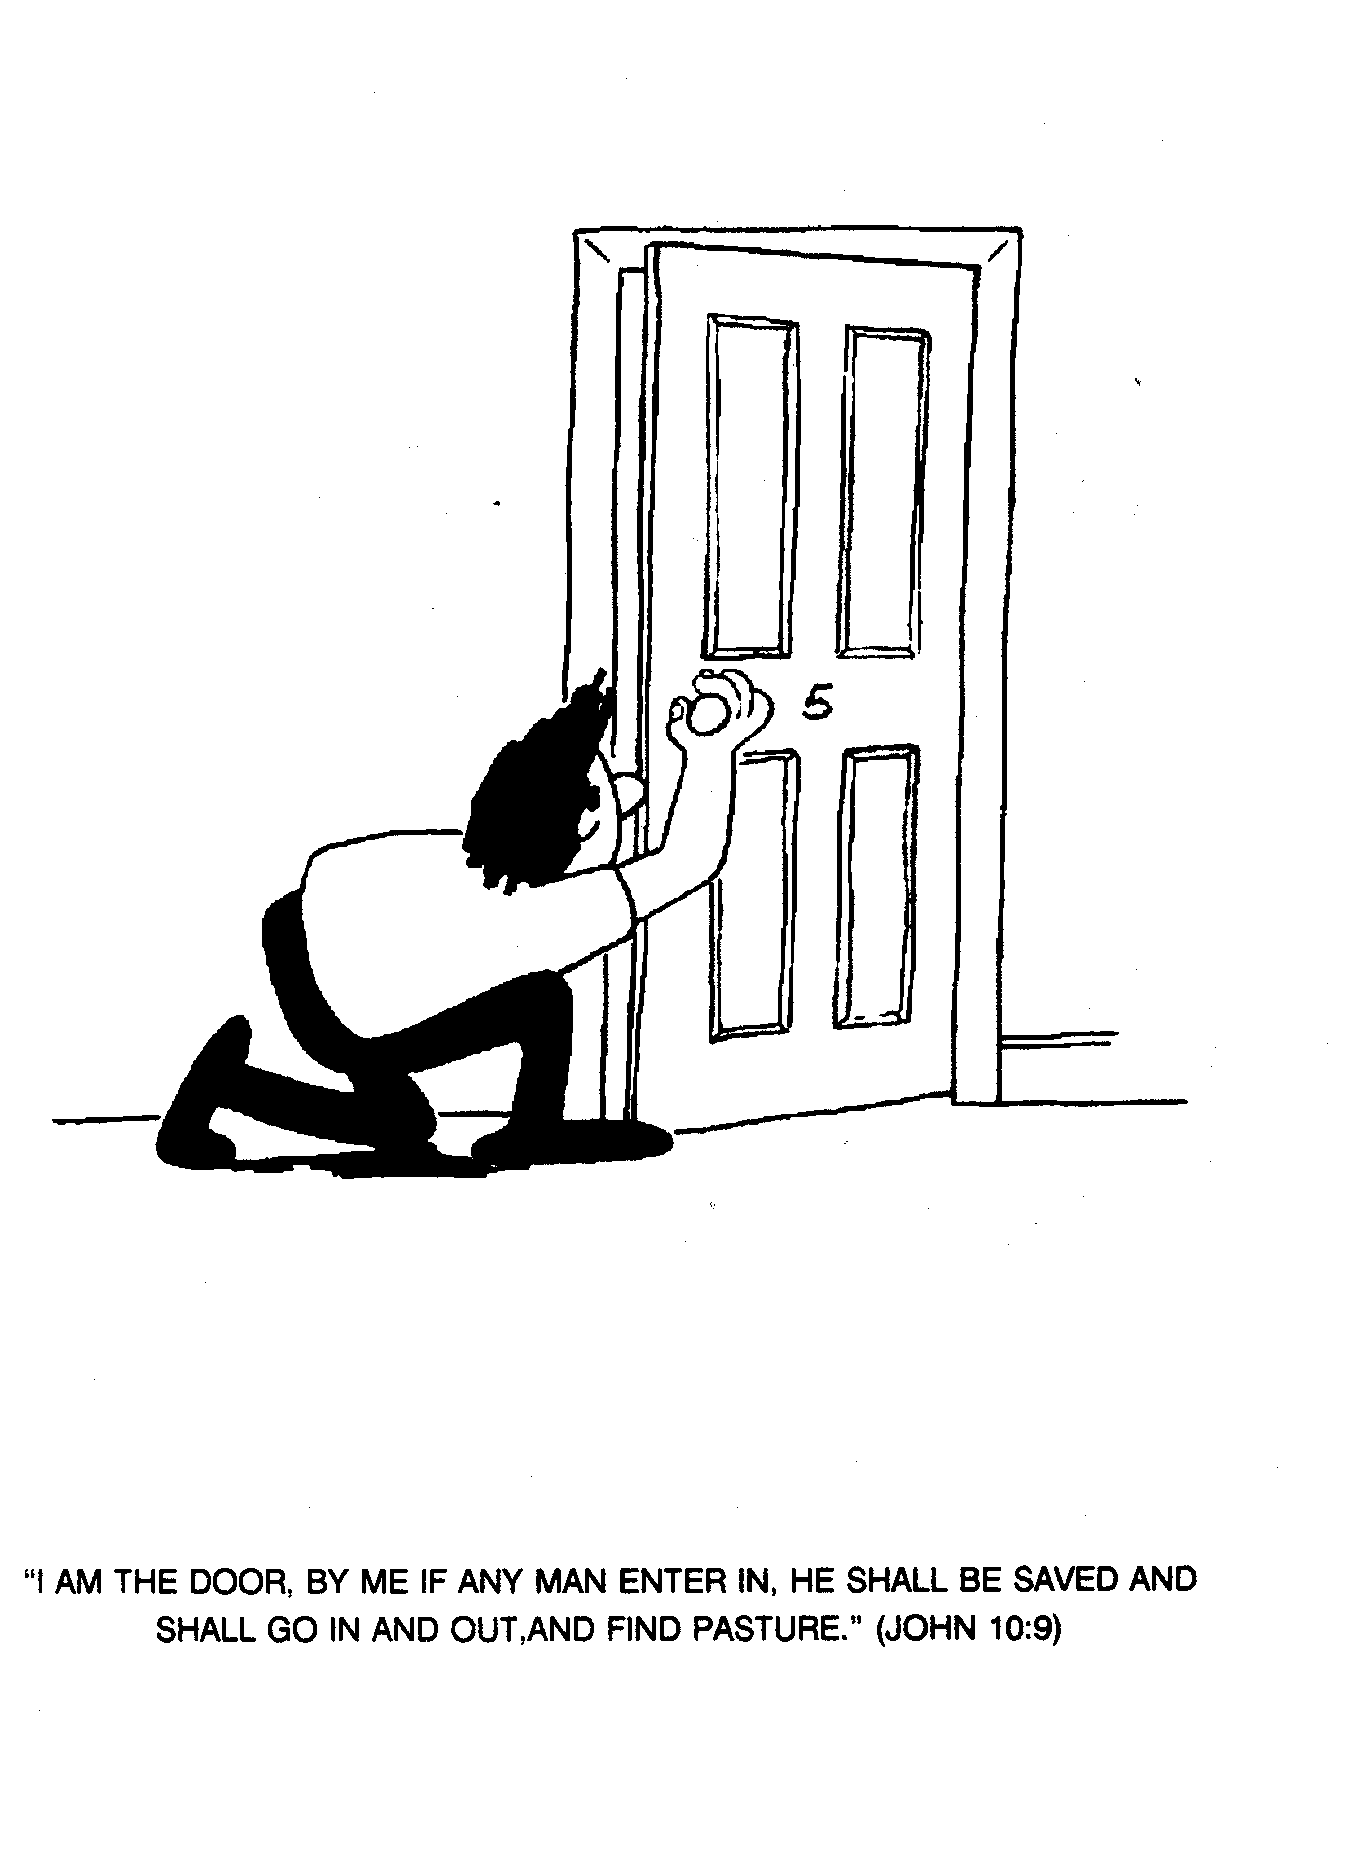 5
"I AM THE DOOR, BY ME IF ANY MAN ENTER IN, HE SHALL BE SAVED AND
SHALL GO IN AND OUT,AND FIND PASTURE." (JOHN 10:9)